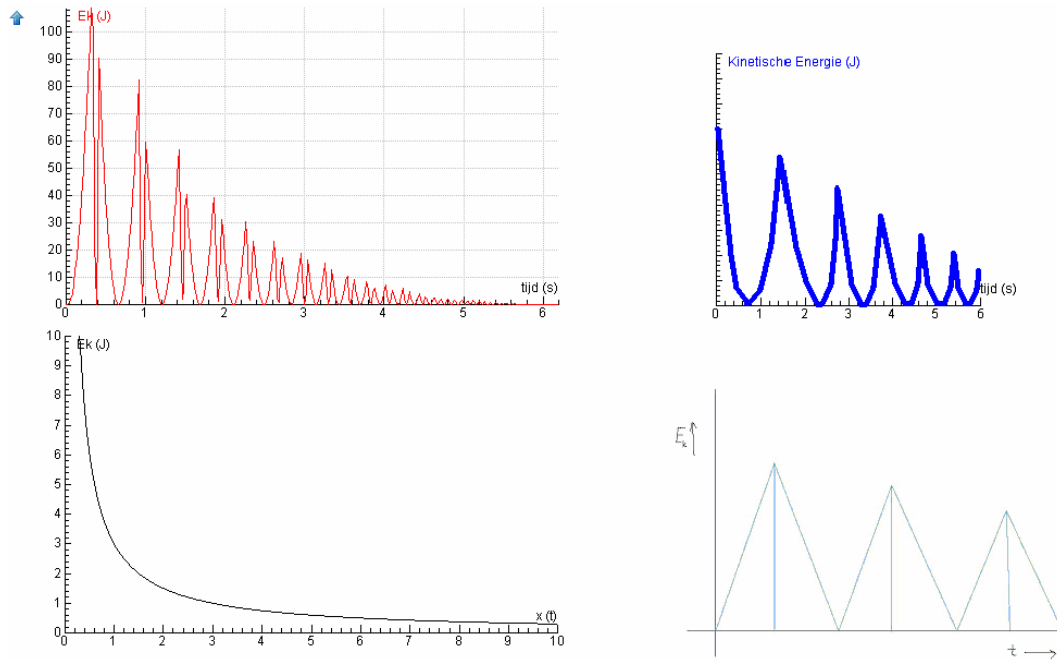 Ek (J)
100
90
80
70
60
50
40
30
20
10
0
tijd (s)
0 1 2 3 4 5 6
Kinetische Energie (J)
tijd (s)
0 1 2 3 4 5 6
10
Ek (J)
9
8
7
6
5
4
3
2
1
0
x (t)
0 1 2 3 4 5 6 7 8 9 10
Ek
t